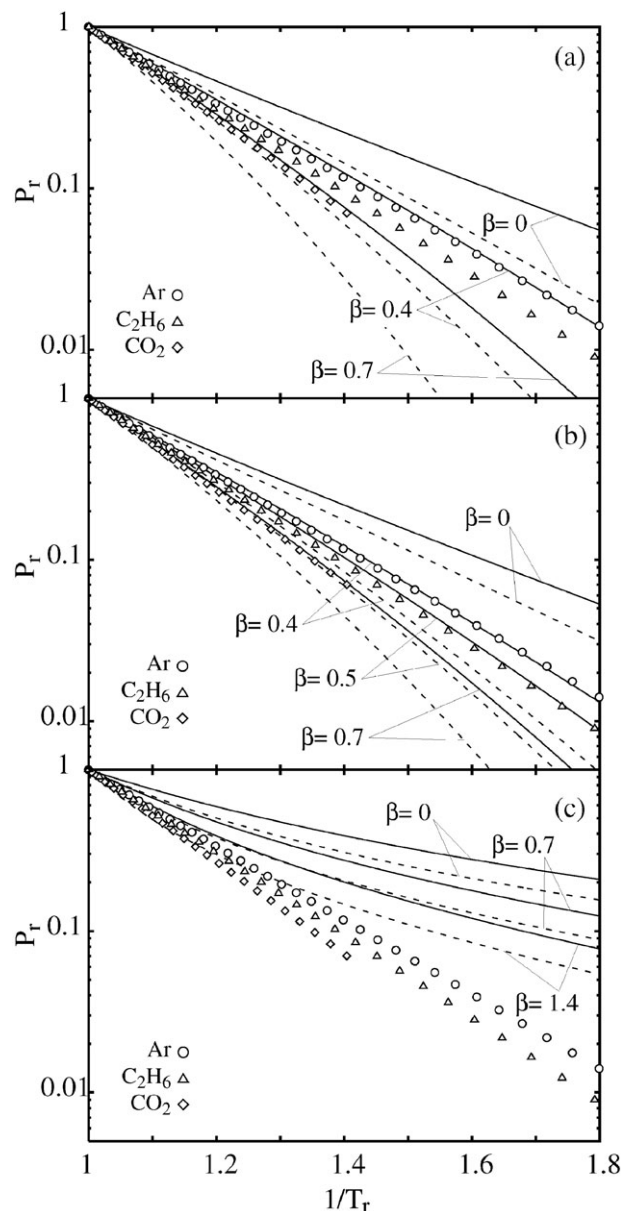 1
(a)
P_r
0.1
β= 0
Ar
C₂H₆
β= 0.4
CO₂
0.01
β= 0.7
1
(b)
β= 0
P_r
0.1
β= 0.4
Ar
β= 0.5
C₂H₆
CO₂
β= 0.7
0.01
1
(c)
β= 0
β= 0.7
P_r
0.1
β= 1.4
Ar
C₂H₆
CO₂
0.01
1 1.2 1.4 1.6 1.8
1/T_r